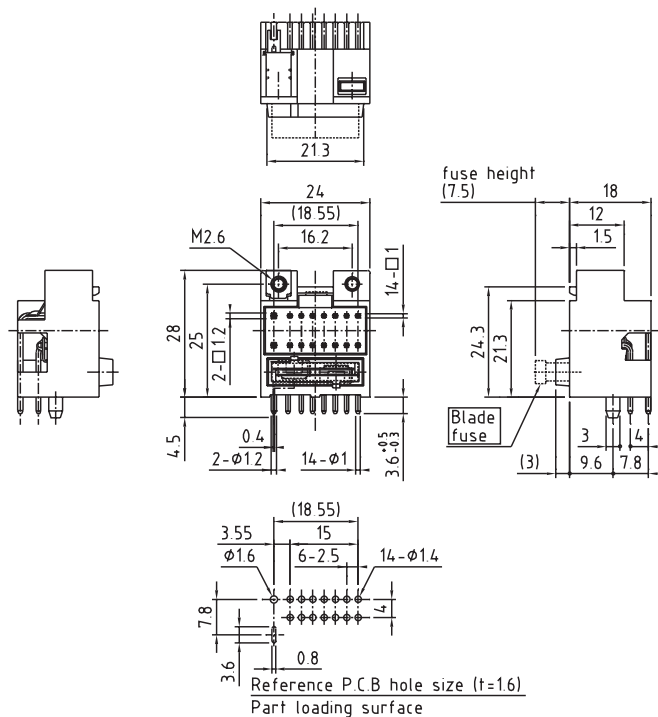 21.3
24
(18.55)
16.2
M2.6
14-□1
28
25
2-□1.2
4.5
0.4
2-Φ1.2
14-Φ1
3.6 +0.5 -0.3
fuse height
(7.5)
18
12
1.5
24.3
21.3
Blade
fuse
3
4
(3)
9.6
7.8
(18.55)
3.55
15
Φ1.6
6-2.5
14-Φ1.4
7.8
4
3.6
0.8
Reference P.C.B hole size (t=1.6)
Part loading surface